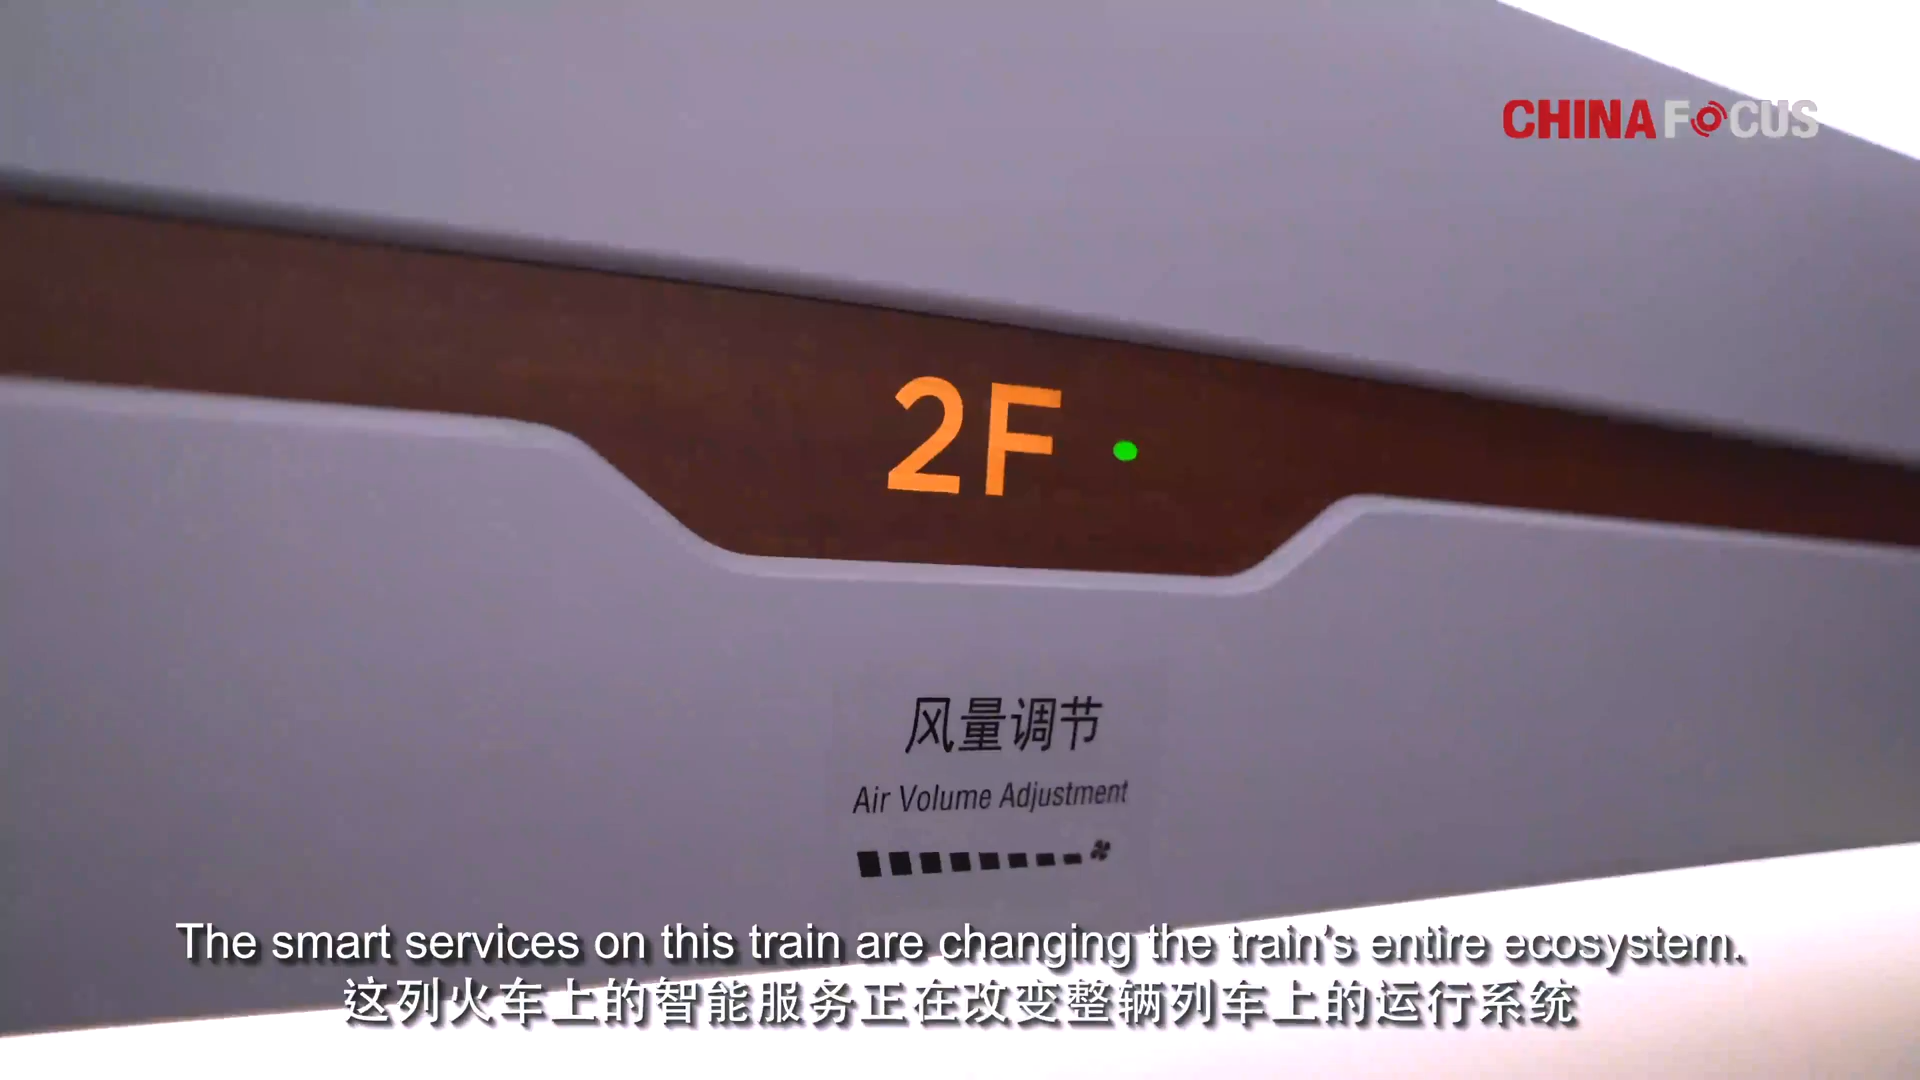 CHINA FOCUS
2F
风量调节
Air Volume Adjustment
The smart services on this train are changing the train's entire ecosystem.
这列火车上的智能服务正在改变整辆列车上的运行系统